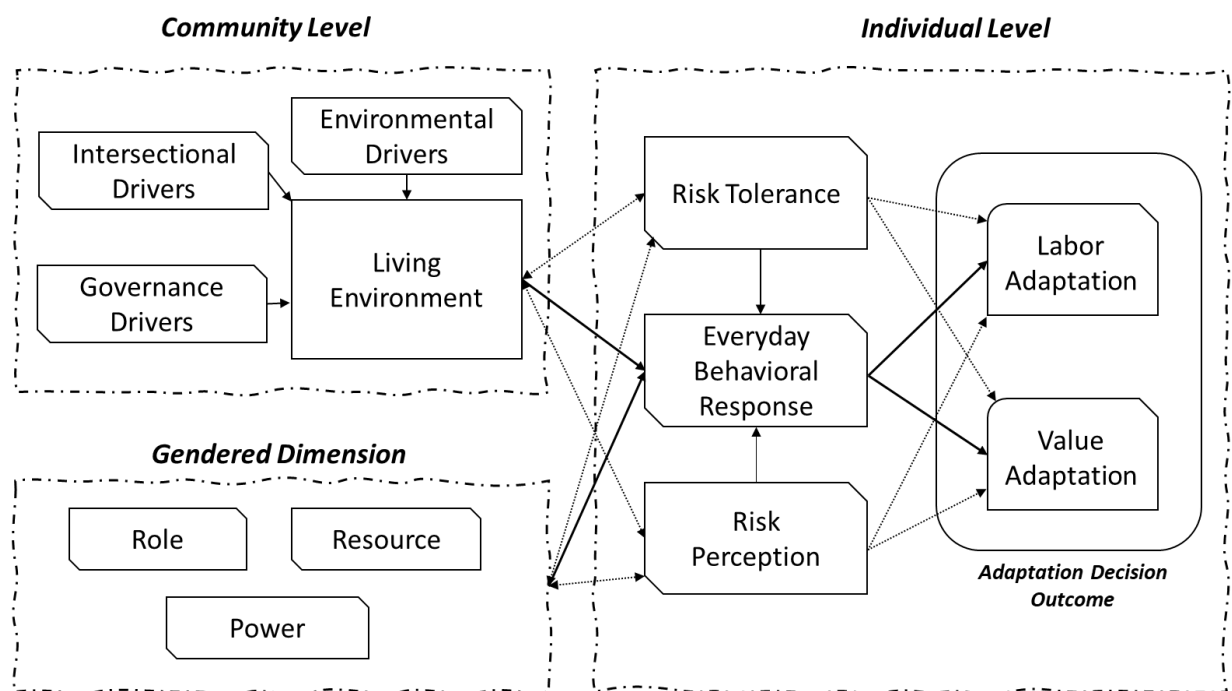 Community Level
Individual Level
Environmental
Drivers
Intersectional
Drivers
Governance
Drivers
Living
Environment
Risk Tolerance
Everyday
Behavioral
Response
Risk
Perception
Labor
Adaptation
Value
Adaptation
Adaptation Decision
Outcome
Gendered Dimension
Role
Resource
Power